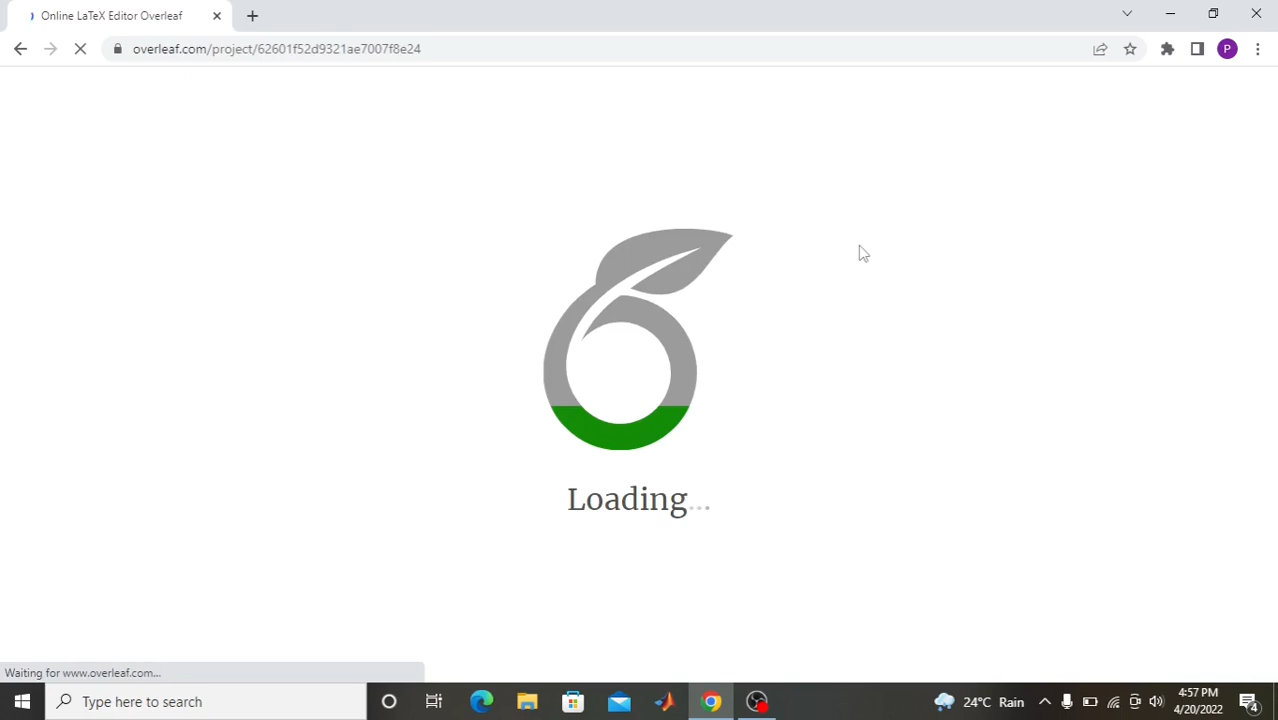 Online LaTeX Editor Overleaf
overleaf.com/project/62601f52d9321ae7007f8e24
P
Loading...
Waiting for www.overleaf.com...
Type here to search
24°C Rain
4:57 PM
4/20/2022
4